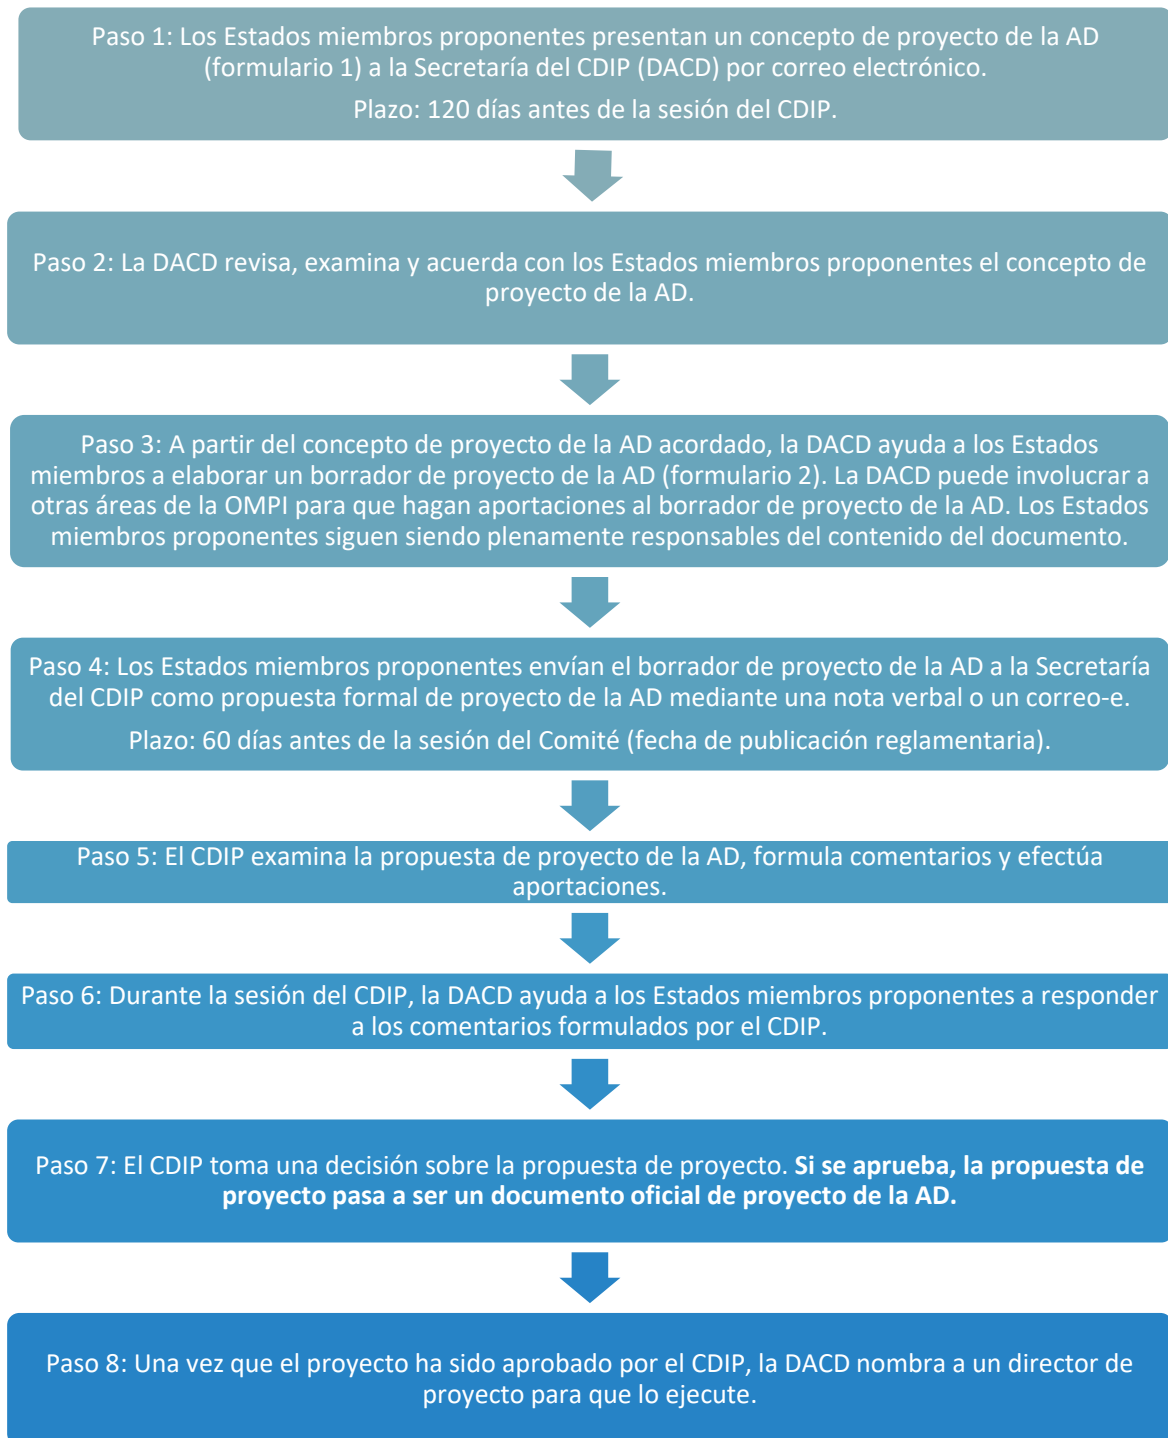 Paso 1: Los Estados miembros proponentes presentan un concepto de proyecto de la AD
(formulario 1) a la Secretaría del CDIP (DACD) por correo electrónico.
Plazo: 120 días antes de la sesión del CDIP.
Paso 2: La DACD revisa, examina y acuerda con los Estados miembros proponentes el concepto de
proyecto de la AD.
Paso 3: A partir del concepto de proyecto de la AD acordado, la DACD ayuda a los Estados
miembros a elaborar un borrador de proyecto de la AD (formulario 2). La DACD puede involucrar a
otras áreas de la OMPI para que hagan aportaciones al borrador de proyecto de la AD. Los Estados
miembros proponentes siguen siendo plenamente responsables del contenido del documento.
Paso 4: Los Estados miembros proponentes envían el borrador de proyecto de la AD a la Secretaría
del CDIP como propuesta formal de proyecto de la AD mediante una nota verbal o un correo-e.
Plazo: 60 días antes de la sesión del Comité (fecha de publicación reglamentaria).
Paso 5: El CDIP examina la propuesta de proyecto de la AD, formula comentarios y efectúa
aportaciones.
Paso 6: Durante la sesión del CDIP, la DACD ayuda a los Estados miembros proponentes a responder
a los comentarios formulados por el CDIP.
Paso 7: El CDIP toma una decisión sobre la propuesta de proyecto. Si se aprueba, la propuesta de
proyecto pasa a ser un documento oficial de proyecto de la AD.
Paso 8: Una vez que el proyecto ha sido aprobado por el CDIP, la DACD nombra a un director de
proyecto para que lo ejecute.